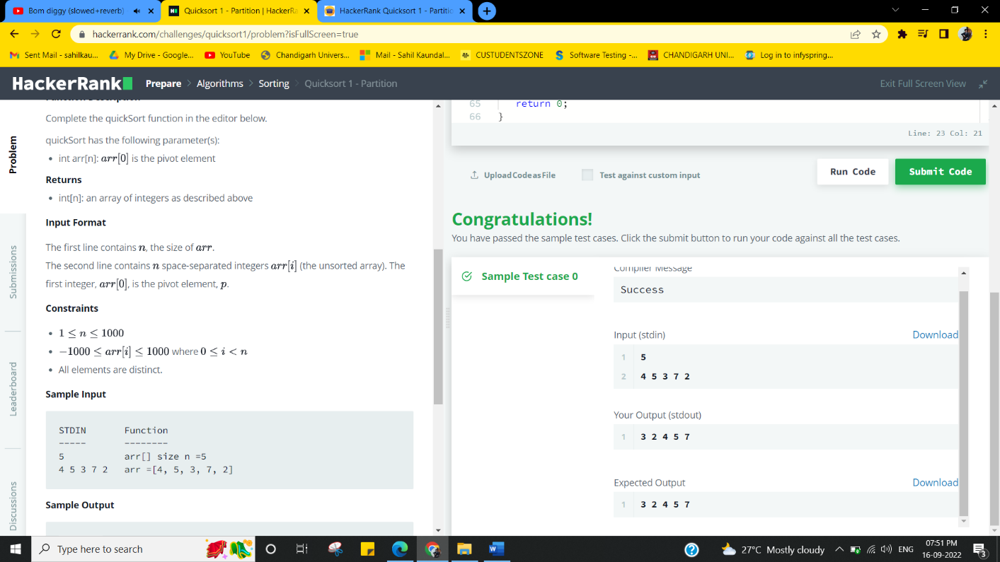 Bom diggy (slowed+reverb)
Quicksort 1 - Partition | HackerRa
HackerRank Quicksort 1 - Partitio
hackerrank.com/challenges/quicksort1/problem?isFullScreen=true
Sent Mail - sahilkau...
My Drive - Google...
YouTube
Chandigarh Univers...
Mail - Sahil Kaundal...
CUSTUDENTSZONE
Software Testing -...
CHANDIGARH UNI...
Log in to infyspring...
HackerRank
Prepare > Algorithms > Sorting > Quicksort 1 - Partition
Exit Full Screen View
Problem
Submissions
Leaderboard
Discussions
Function Description
Complete the quickSort function in the editor below.
quickSort has the following parameter(s):
• int arr[n]: arr[0] is the pivot element
Returns
• int[n]: an array of integers as described above
Input Format
The first line contains n, the size of arr.
The second line contains n space-separated integers arr[i] (the unsorted array). The
first integer, arr[0], is the pivot element, p.
Constraints
• 1 ≤ n ≤ 1000
• −1000 ≤ arr[i] ≤ 1000 where 0 ≤ i < n
• All elements are distinct.
Sample Input
STDIN Function
----- --------
5 arr[] size n =5
4 5 3 7 2 arr =[4, 5, 3, 7, 2]
Sample Output
65 return 0;
66 }
Line: 23 Col: 21
Upload Code as File
Test against custom input
Run Code
Submit Code
Congratulations!
You have passed the sample test cases. Click the submit button to run your code against all the test cases.
Sample Test case 0
Compiler Message
Success
Input (stdin)
Download
1 5
2 4 5 3 7 2
Your Output (stdout)
1 3 2 4 5 7
Expected Output
Download
1 3 2 4 5 7
Type here to search
27°C Mostly cloudy
ENG
07:51 PM
16-09-2022
3